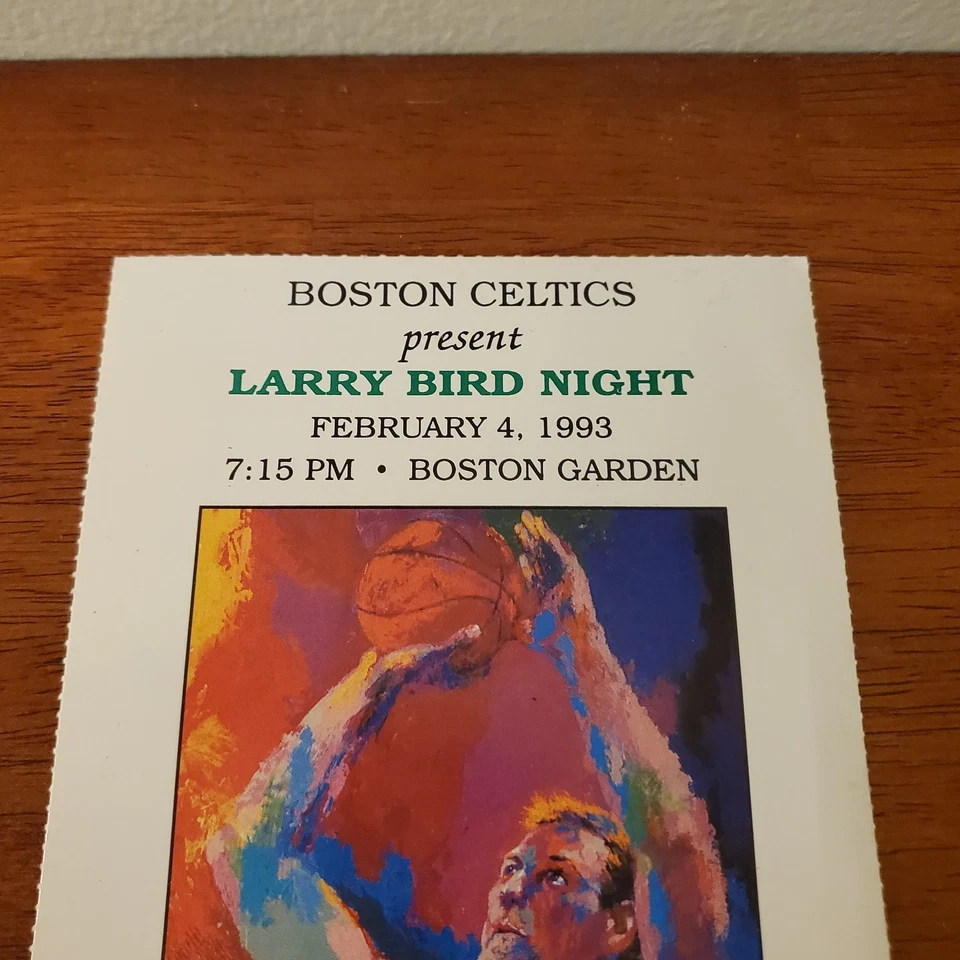 BOSTON CELTICS
present
LARRY BIRD NIGHT
FEBRUARY 4, 1993
7:15 PM • BOSTON GARDEN